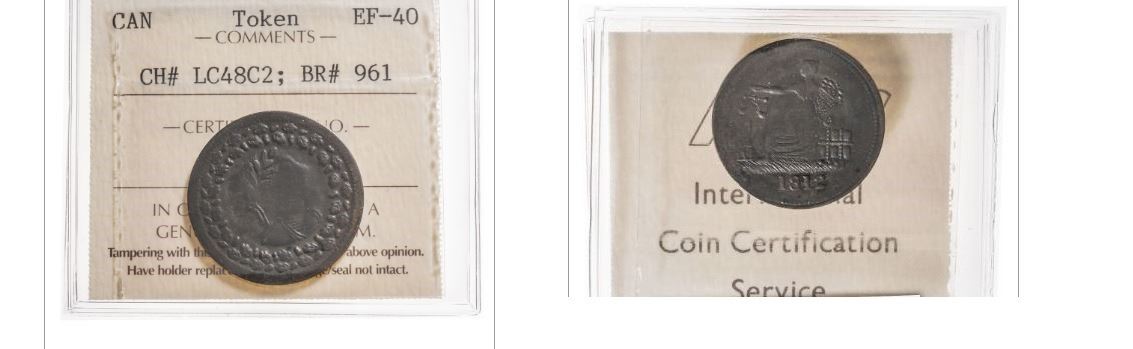 CAN Token EF-40
— COMMENTS —
CH# LC48C2; BR# 961
Tampering with
above opinion.
Have holder
seal not intact.
1812
Coin Certification
Service